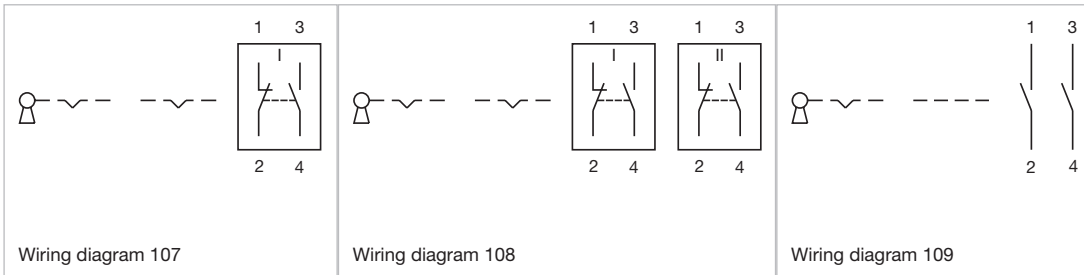 1 3
I
2 4
Wiring diagram 107
1 3 1 3
I II
2 4 2 4
Wiring diagram 108
1 3
2 4
Wiring diagram 109